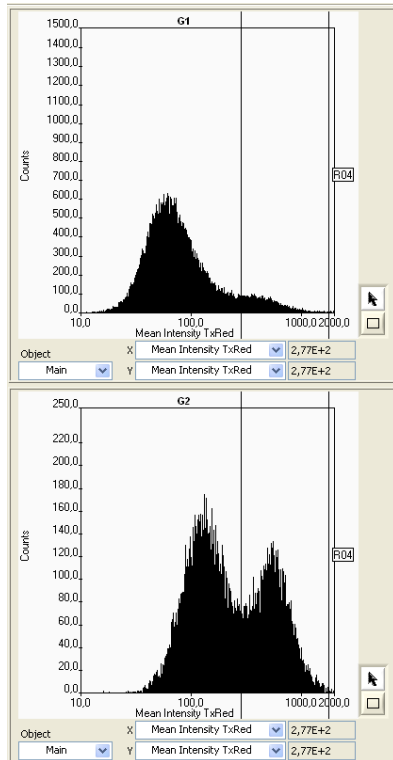 G1
1500,0
1400,0
1300,0
1200,0
1100,0
1000,0
900,0
800,0
700,0
600,0
500,0
400,0
300,0
200,0
100,0
0,0
Counts
R04
10,0 100,0 1000,0 2000,0
Mean Intensity TxRed
Object X Mean Intensity TxRed 2,77E+2
Main Y Mean Intensity TxRed 2,77E+2
G2
250,0
220,0
200,0
180,0
160,0
140,0
120,0
100,0
80,0
60,0
40,0
20,0
0,0
Counts
R04
10,0 100,0 1000,0 2000,0
Mean Intensity TxRed
Object X Mean Intensity TxRed 2,77E+2
Main Y Mean Intensity TxRed 2,77E+2